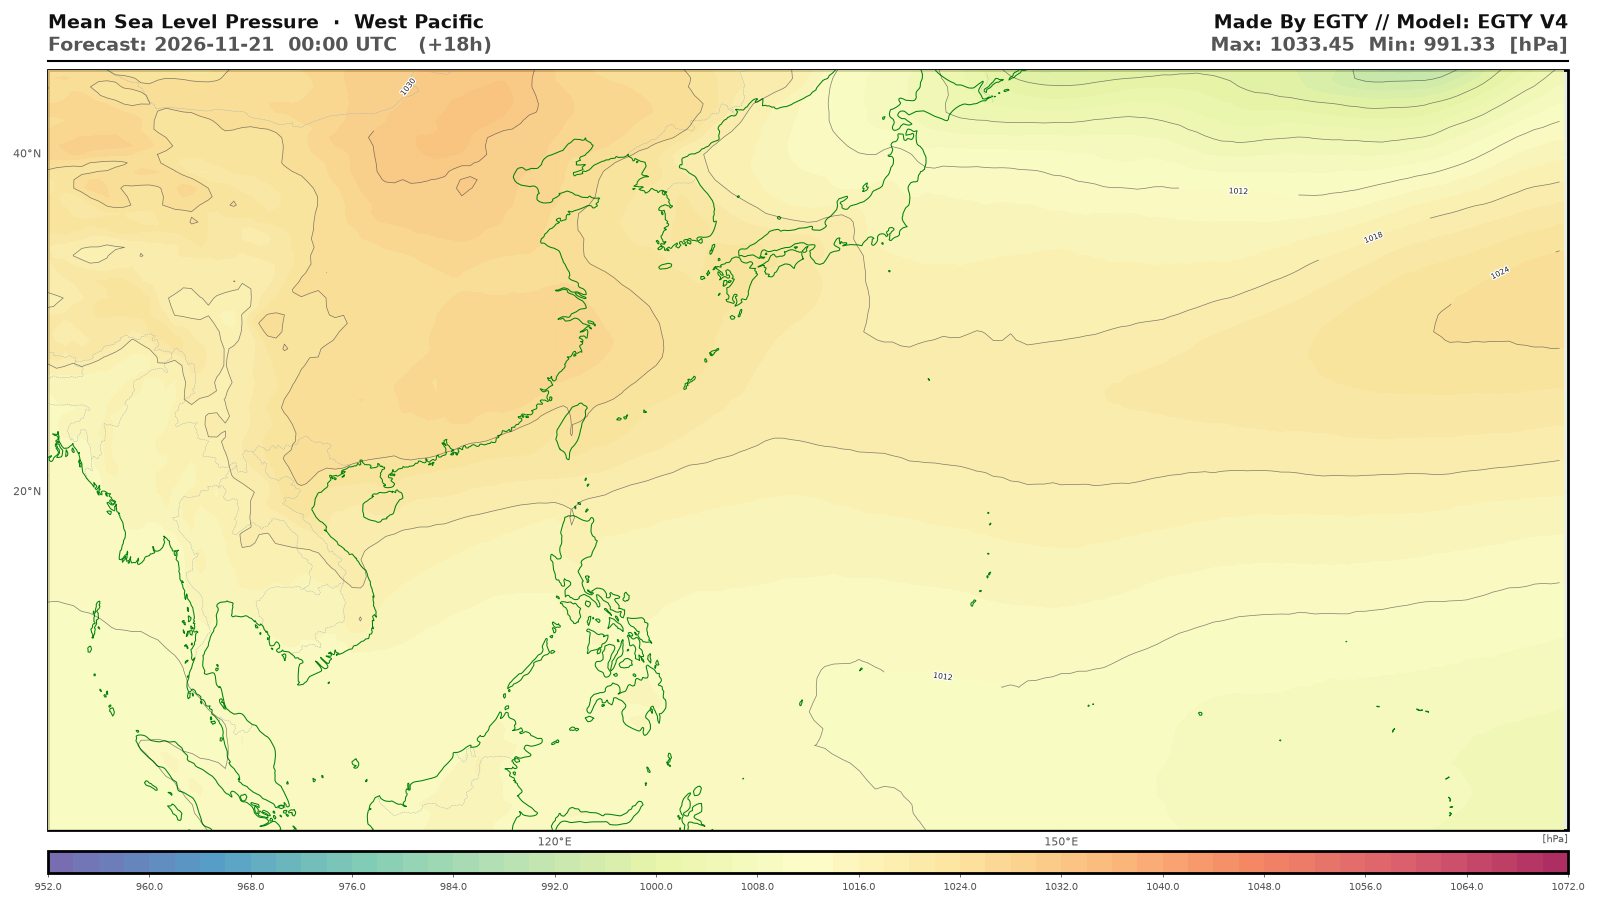 Mean Sea Level Pressure · West Pacific
Made By EGTY // Model: EGTY V4
Forecast: 2026-11-21 00:00 UTC (+18h)
Max: 1033.45 Min: 991.33 [hPa]
1030
40°N
1012
1018
1024
20°N
1012
120°E
150°E
[hPa]
952.0
960.0
968.0
976.0
984.0
992.0
1000.0
1008.0
1016.0
1024.0
1032.0
1040.0
1048.0
1056.0
1064.0
1072.0